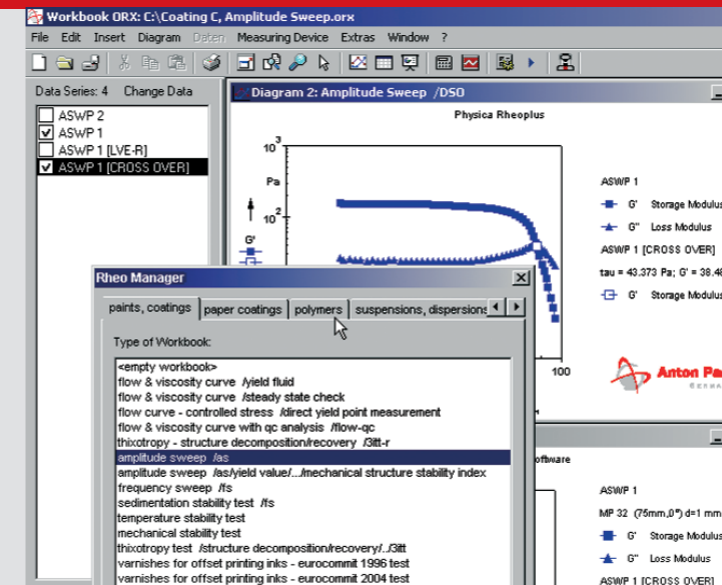 Workbook ORX: C:\Coating C, Amplitude Sweep.orx
File Edit Insert Diagram Daten Measuring Device Extras Window ?
Data Series: 4 Change Data
ASWP 2
ASWP 1
ASWP 1 [LVE-R]
ASWP 1 [CROSS OVER]
Diagram 2: Amplitude Sweep /DSO
Physica Rheoplus
10³
Pa
10²
G'
100
ASWP 1
G' Storage Modulus
G" Loss Modulus
ASWP 1 [CROSS OVER]
tau = 43.373 Pa; G' = 38.48
G' Storage Modulus
Anton Pa
Rheo Manager
paints, coatings paper coatings polymers suspensions, dispersions
Type of Workbook:
<empty workbook>
flow & viscosity curve /yield fluid
flow & viscosity curve /steady state check
flow curve - controlled stress /direct yield point measurement
flow & viscosity curve with qc analysis /flow-qc
thixotropy - structure decomposition/recovery /3itt-r
amplitude sweep /as
amplitude sweep /as/yield value/.../mechanical structure stability index
frequency sweep /fs
sedimentation stability test /fs
temperature stability test
mechanical stability test
thixotropy test /structure decomposition/recovery/../3itt
varnishes for offset printing inks - eurocommit 1996 test
varnishes for offset printing inks - eurocommit 2004 test
oftware
ASWP 1
MP 32 (75mm,0°) d=1 mm
G' Storage Modulus
G" Loss Modulus
ASWP 1 [CROSS OVER]